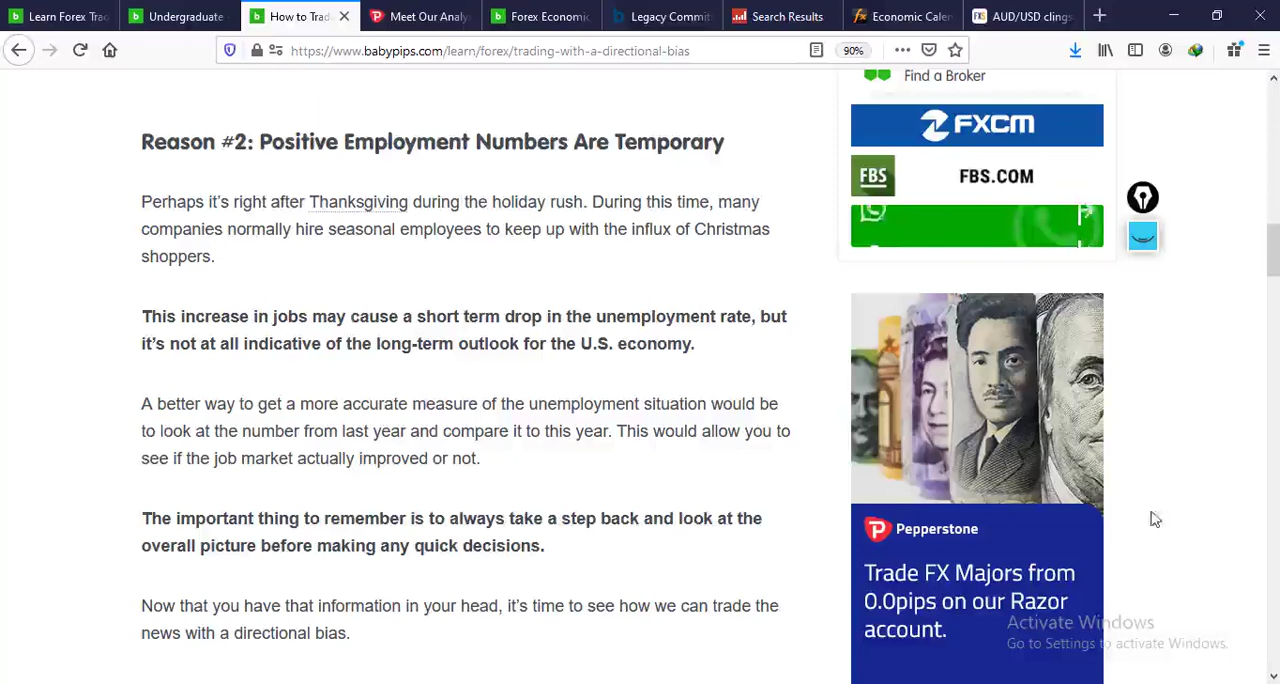 Learn Forex Trad
Undergraduate -
How to Trad
Meet Our Analy
Forex Economic
Legacy Commit
Search Results
Economic Calen
AUD/USD clings
https://www.babypips.com/learn/forex/trading-with-a-directional-bias
90%
Find a Broker
FXCM
FBS
FBS.COM
Reason #2: Positive Employment Numbers Are Temporary
Perhaps it's right after Thanksgiving during the holiday rush. During this time, many
companies normally hire seasonal employees to keep up with the influx of Christmas
shoppers.
This increase in jobs may cause a short term drop in the unemployment rate, but
it's not at all indicative of the long-term outlook for the U.S. economy.
A better way to get a more accurate measure of the unemployment situation would be
to look at the number from last year and compare it to this year. This would allow you to
see if the job market actually improved or not.
The important thing to remember is to always take a step back and look at the
overall picture before making any quick decisions.
Now that you have that information in your head, it's time to see how we can trade the
news with a directional bias.
Pepperstone
Trade FX Majors from
0.0pips on our Razor
account.
Activate Windows
Go to Settings to activate Windows.